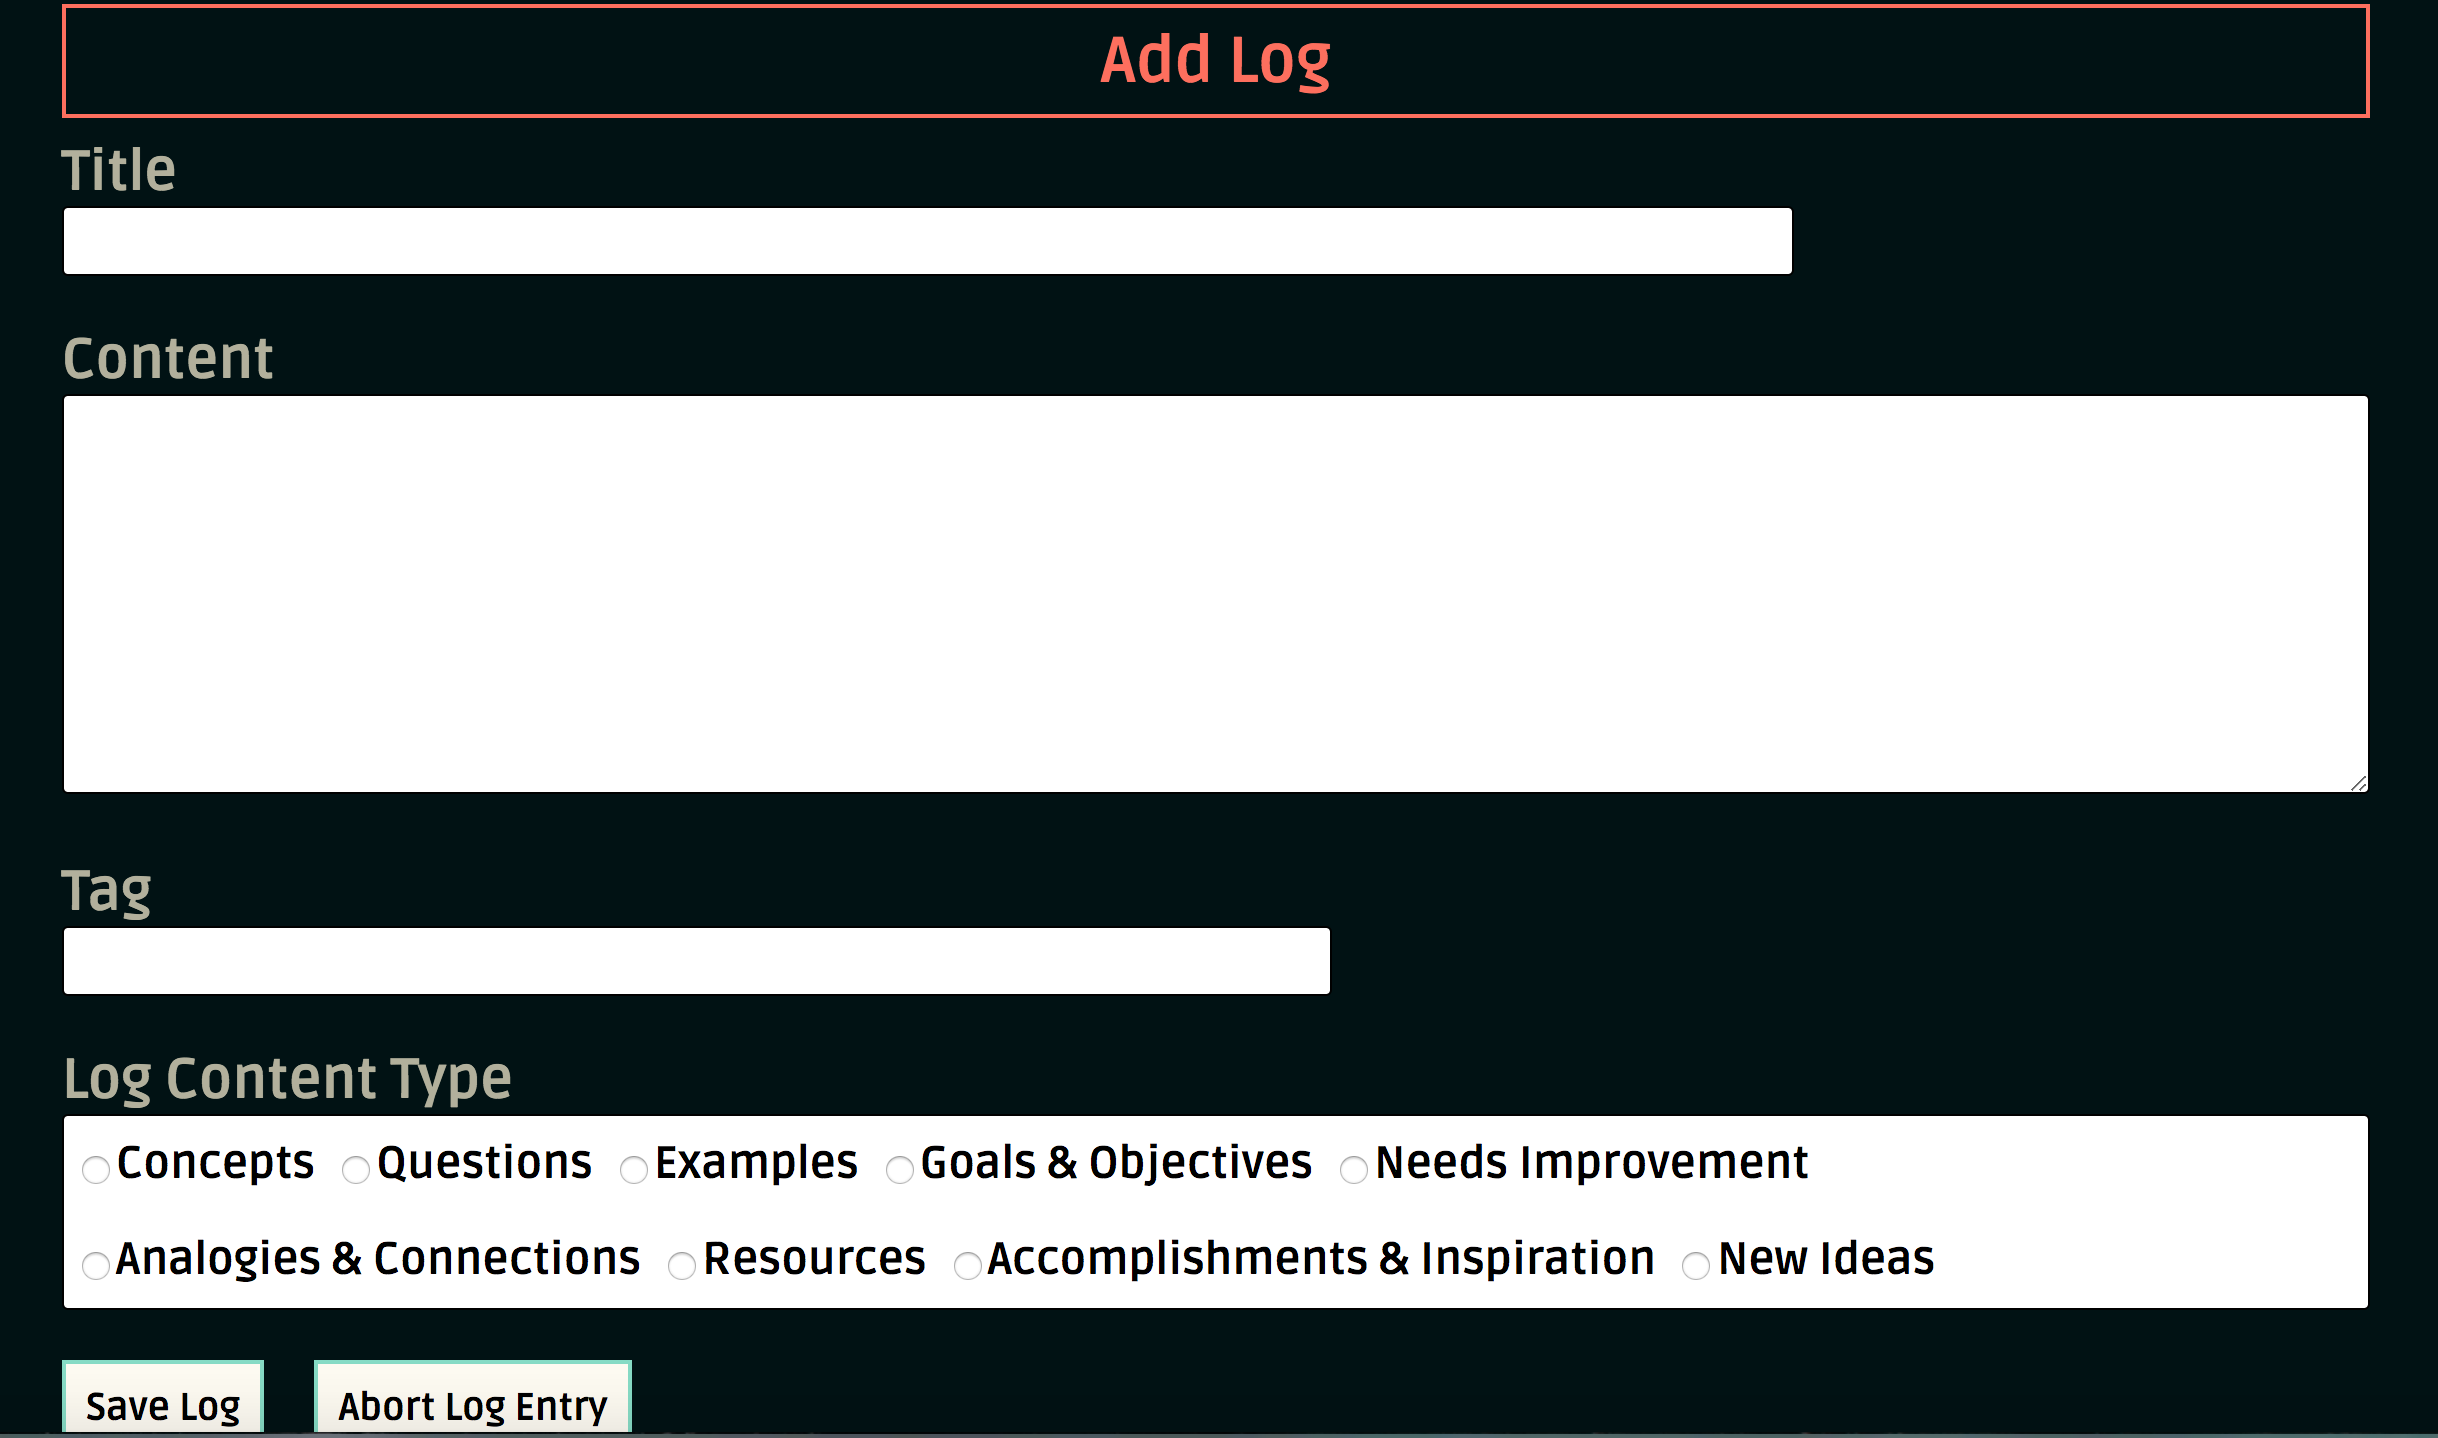 Add Log
Title
Content
Tag
Log Content Type
Concepts Questions Examples Goals & Objectives Needs Improvement
Analogies & Connections Resources Accomplishments & Inspiration New Ideas
Save Log Abort Log Entry